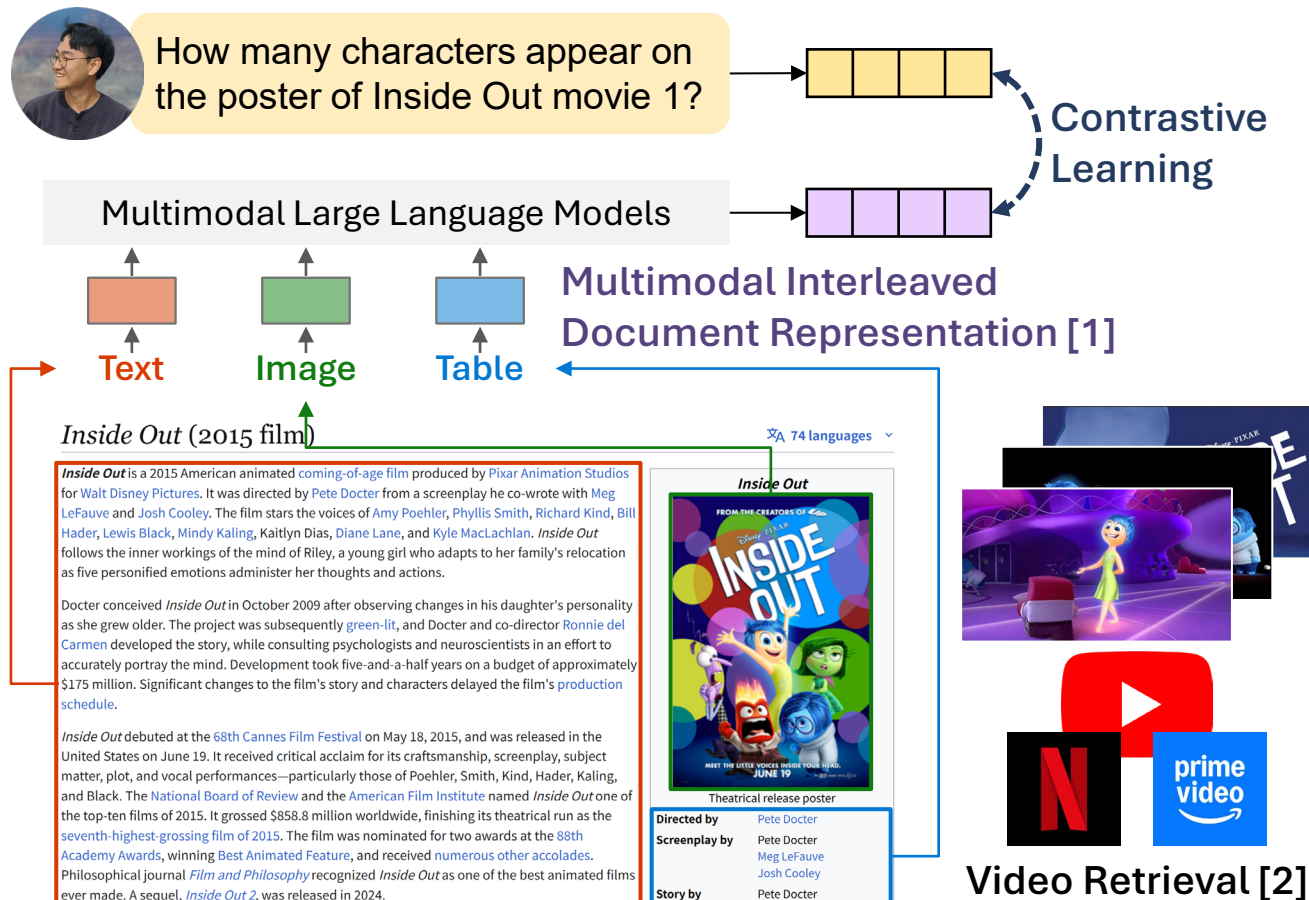 How many characters appear on
the poster of Inside Out movie 1?
Contrastive
Learning
Multimodal Large Language Models
Multimodal Interleaved
Document Representation [1]
Text
Image
Table
Inside Out (2015 film)
74 languages
Inside Out is a 2015 American animated coming-of-age film produced by Pixar Animation Studios
for Walt Disney Pictures. It was directed by Pete Docter from a screenplay he co-wrote with Meg
LeFauve and Josh Cooley. The film stars the voices of Amy Poehler, Phyllis Smith, Richard Kind, Bill
Hader, Lewis Black, Mindy Kaling, Kaitlyn Dias, Diane Lane, and Kyle MacLachlan. Inside Out
follows the inner workings of the mind of Riley, a young girl who adapts to her family's relocation
as five personified emotions administer her thoughts and actions.
Docter conceived Inside Out in October 2009 after observing changes in his daughter's personality
as she grew older. The project was subsequently green-lit, and Docter and co-director Ronnie del
Carmen developed the story, while consulting psychologists and neuroscientists in an effort to
accurately portray the mind. Development took five-and-a-half years on a budget of approximately
$175 million. Significant changes to the film's story and characters delayed the film's production
schedule.
Inside Out debuted at the 68th Cannes Film Festival on May 18, 2015, and was released in the
United States on June 19. It received critical acclaim for its craftsmanship, screenplay, subject
matter, plot, and vocal performances—particularly those of Poehler, Smith, Kind, Hader, Kaling,
and Black. The National Board of Review and the American Film Institute named Inside Out one of
the top-ten films of 2015. It grossed $858.8 million worldwide, finishing its theatrical run as the
seventh-highest-grossing film of 2015. The film was nominated for two awards at the 88th
Academy Awards, winning Best Animated Feature, and received numerous other accolades.
Philosophical journal Film and Philosophy recognized Inside Out as one of the best animated films
ever made. A sequel, Inside Out 2, was released in 2024.
Inside Out
FROM THE CREATORS OF UP
Disney PIXAR
INSIDE
OUT
MEET THE LITTLE VOICES INSIDE YOUR HEAD.
JUNE 19
Theatrical release poster
Directed by Pete Docter
Screenplay by Pete Docter
Meg LeFauve
Josh Cooley
Story by Pete Docter
PIXAR
DE
T
N
prime
video
Video Retrieval [2]